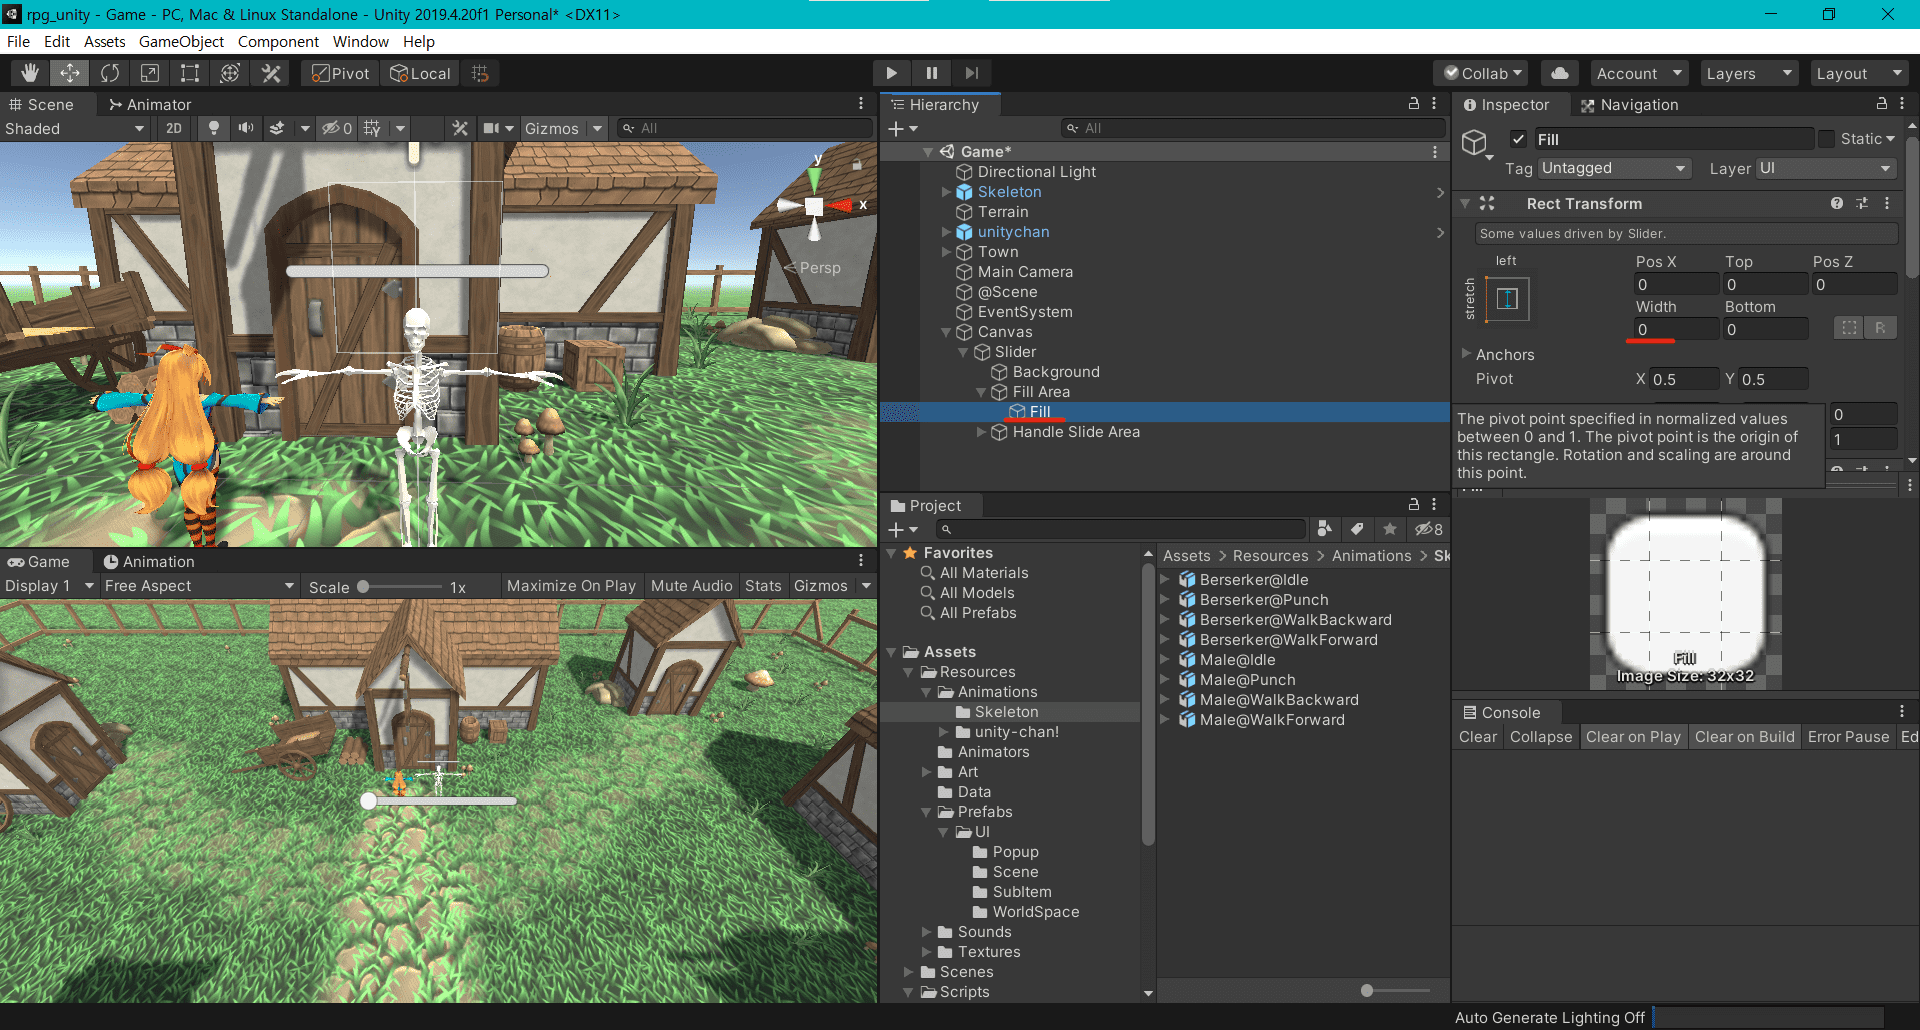 rpg_unity - Game - PC, Mac & Linux Standalone - Unity 2019.4.20f1 Personal* <DX11>
File Edit Assets GameObject Component Window Help
Pivot Local Collab Account Layers Layout
Scene Animator
Shaded 2D 0 Gizmos All
y
x
Persp
Game Animation
Display 1 Free Aspect Scale 1x Maximize On Play Mute Audio Stats Gizmos
Hierarchy
All
Game*
Directional Light
Skeleton
Terrain
unitychan
Town
Main Camera
@Scene
EventSystem
Canvas
Slider
Background
Fill Area
Fill
Handle Slide Area
Project
8
Favorites
All Materials
All Models
All Prefabs
Assets
Resources
Animations
Skeleton
unity-chan!
Animators
Art
Data
Prefabs
UI
Popup
Scene
SubItem
WorldSpace
Sounds
Textures
Scenes
Scripts
Assets > Resources > Animations > Sk
Berserker@Idle
Berserker@Punch
Berserker@WalkBackward
Berserker@WalkForward
Male@Idle
Male@Punch
Male@WalkBackward
Male@WalkForward
Inspector Navigation
Fill Static
Tag Untagged Layer UI
Rect Transform
Some values driven by Slider.
left
stretch
Pos X Top Pos Z
0 0 0
Width Bottom
0 0 R
Anchors
Pivot X 0.5 Y 0.5
0
1
The pivot point specified in normalized values
between 0 and 1. The pivot point is the origin of
this rectangle. Rotation and scaling are around
this point.
Fill
Fill
Image Size: 32x32
Console
Clear Collapse Clear on Play Clear on Build Error Pause Ed
Auto Generate Lighting Off